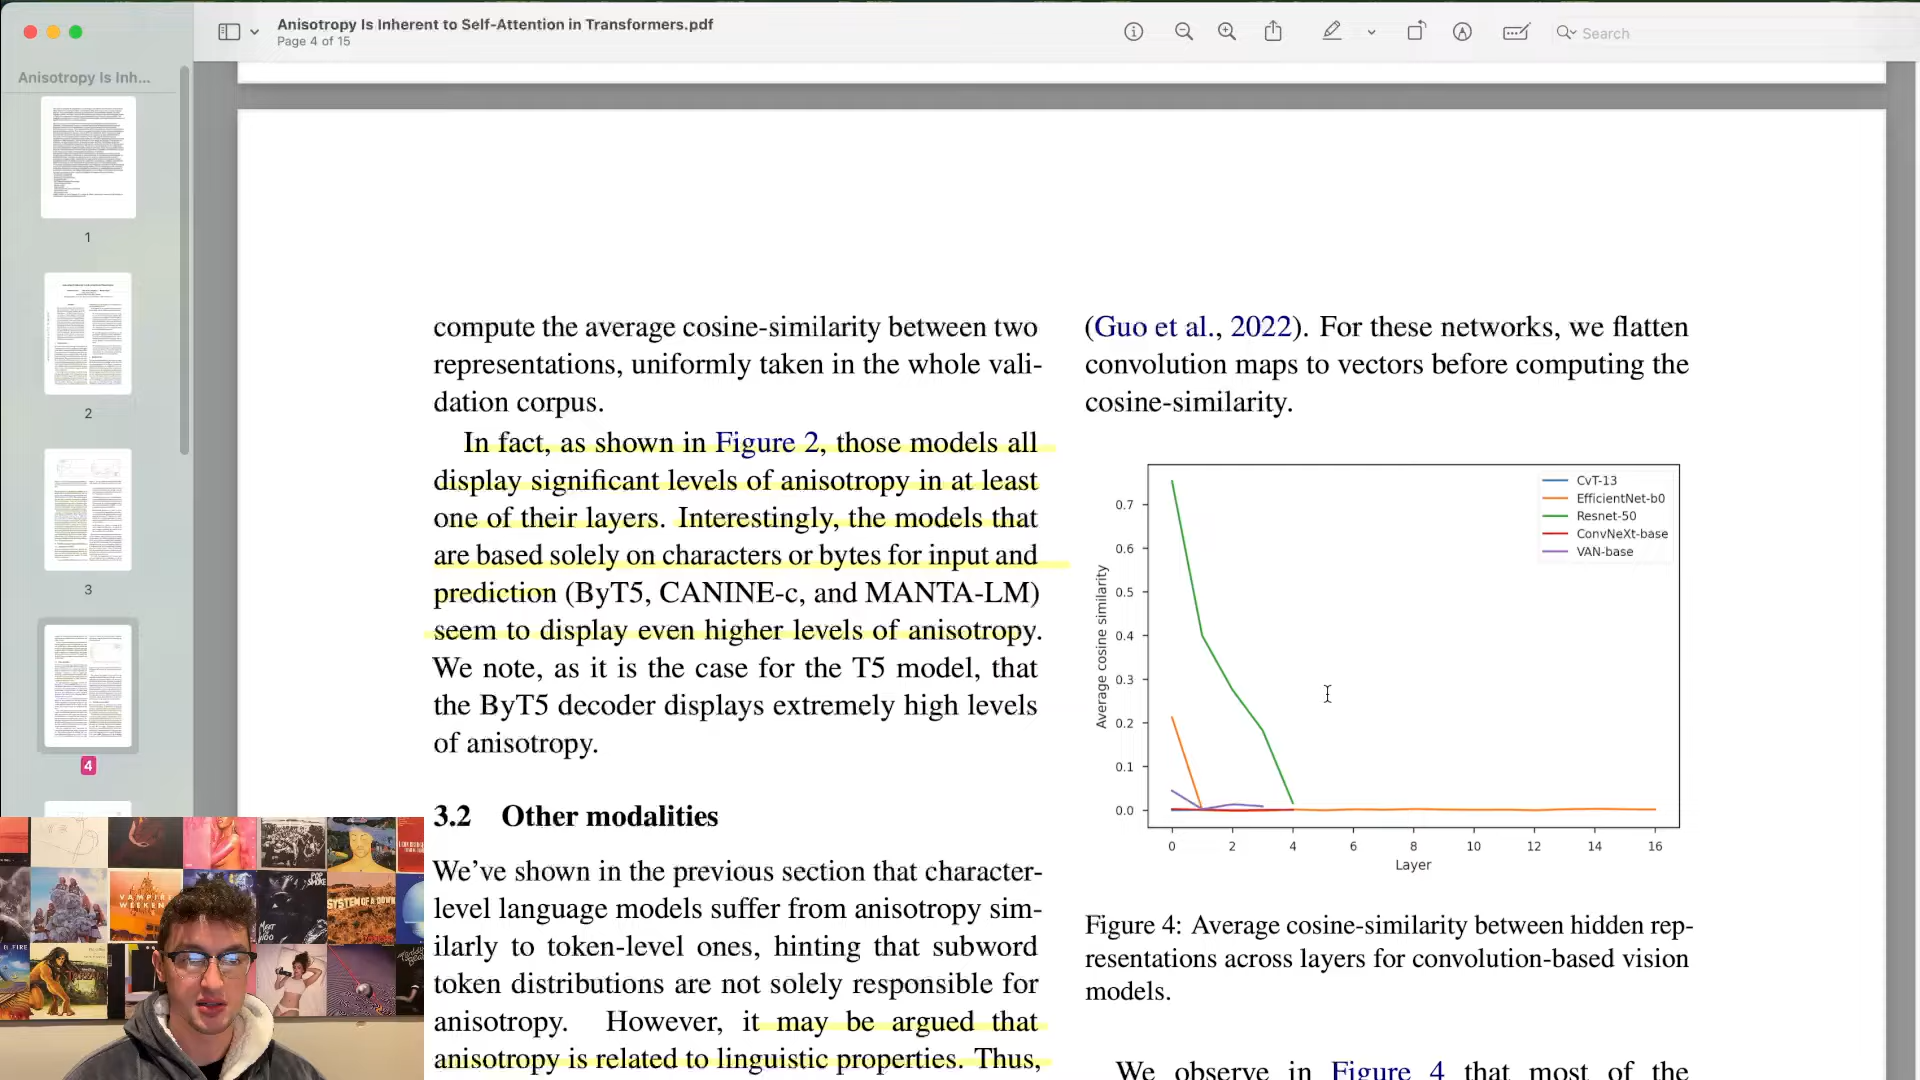 Anisotropy Is Inherent to Self-Attention in Transformers.pdf
Page 4 of 15
Search
Anisotropy Is Inh...
1
2
3
4
compute the average cosine-similarity between two
representations, uniformly taken in the whole vali-
dation corpus.
In fact, as shown in Figure 2, those models all
display significant levels of anisotropy in at least
one of their layers. Interestingly, the models that
are based solely on characters or bytes for input and
prediction (ByT5, CANINE-c, and MANTA-LM)
seem to display even higher levels of anisotropy.
We note, as it is the case for the T5 model, that
the ByT5 decoder displays extremely high levels
of anisotropy.
3.2 Other modalities
We've shown in the previous section that character-
level language models suffer from anisotropy sim-
ilarly to token-level ones, hinting that subword
token distributions are not solely responsible for
anisotropy. However, it may be argued that
anisotropy is related to linguistic properties. Thus,
(Guo et al., 2022). For these networks, we flatten
convolution maps to vectors before computing the
cosine-similarity.
CvT-13
EfficientNet-b0
Resnet-50
ConvNeXt-base
VAN-base
0.7
0.6
0.5
0.4
0.3
0.2
0.1
0.0
Average cosine similarity
0 2 4 6 8 10 12 14 16
Layer
Figure 4: Average cosine-similarity between hidden rep-
resentations across layers for convolution-based vision
models.
We observe in Figure 4 that most of the
VAMPIRE
WEEKEND
POP
SMOKE
SYSTEM OF A DOWN